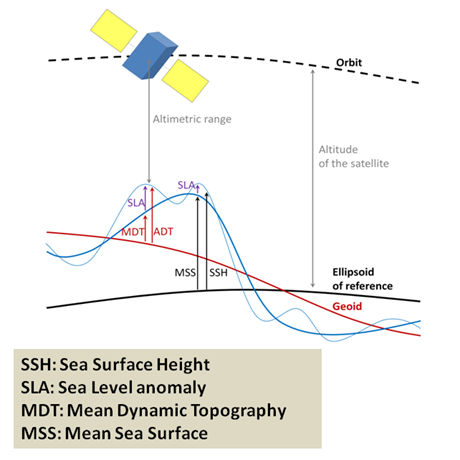 Orbit
Altimetric range
Altitude
of the satellite
SLA
SLA
MDT
ADT
MSS
SSH
Ellipsoid
of reference
Geoid
SSH: Sea Surface Height
SLA: Sea Level anomaly
MDT: Mean Dynamic Topography
MSS: Mean Sea Surface